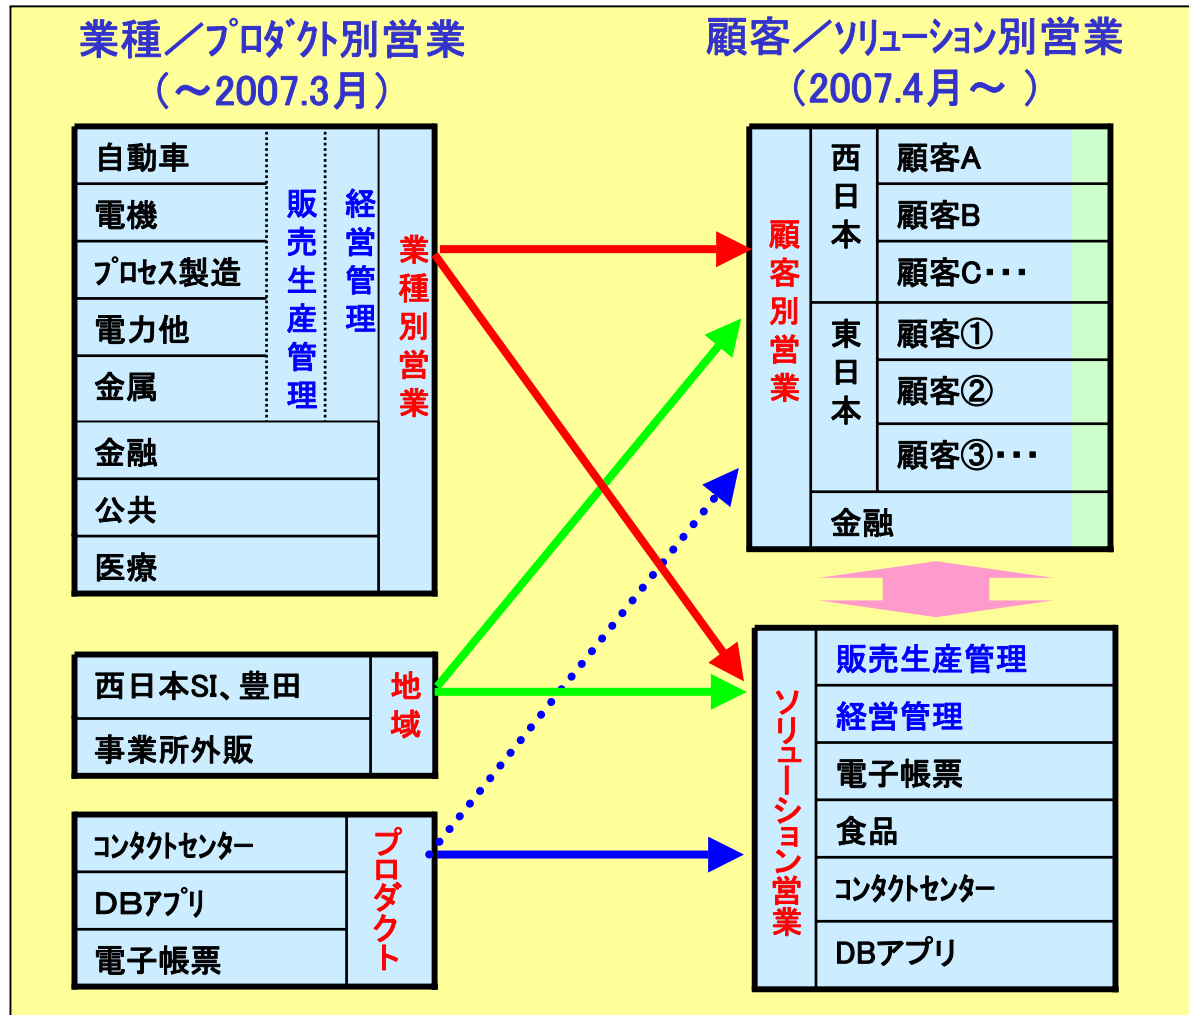 業種／ﾌﾟﾛﾀﾞｸﾄ別営業
（～2007.3月）
自動車
電機
ﾌﾟﾛｾｽ製造
電力他
金属
金融
公共
医療
販売生産管理
経営管理
業種別営業
西日本SI、豊田
事業所外販
地域
ｺﾝﾀｸﾄｾﾝﾀｰ
ＤＢｱﾌﾟﾘ
電子帳票
プロダクト
顧客／ｿﾘｭｰｼｮﾝ別営業
（2007.4月～ ）
顧客別営業
西日本
顧客A
顧客B
顧客C･･･
東日本
顧客①
顧客②
顧客③･･･
金融
ソリューション営業
販売生産管理
経営管理
電子帳票
食品
ｺﾝﾀｸﾄｾﾝﾀｰ
DBアプリ